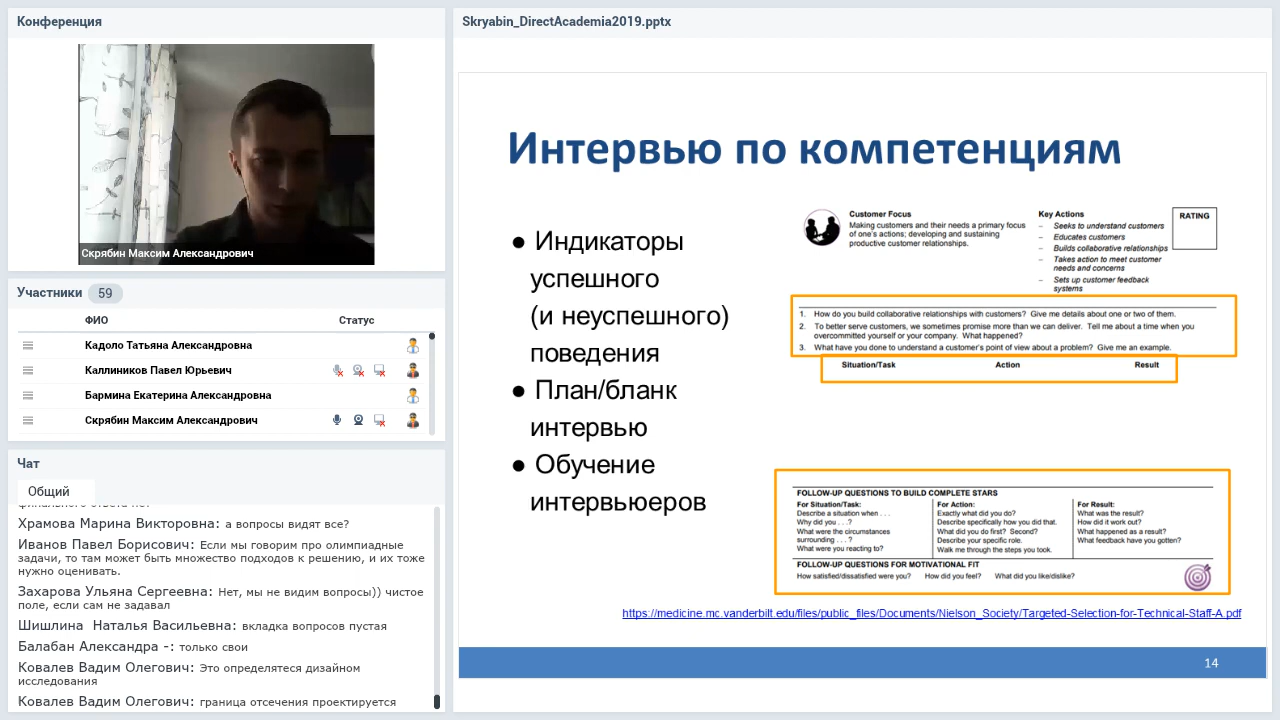 Конференция
Скрябин Максим Александрович
Участники 59
ФИО Статус
Кадоло Татьяна Александровна
Каллиников Павел Юрьевич
Бармина Екатерина Александровна
Скрябин Максим Александрович
Чат
Общий
Храмова Марина Викторовна: а вопросы видят все?
Иванов Павел Борисович: Если мы говорим про олимпиадные
задачи, то там может быть множество подходов к решению, и их тоже
нужно оценивать.
Захарова Ульяна Сергеевна: Нет, мы не видим вопросы)) чистое
поле, если сам не задавал
Шишлина Наталья Васильевна: вкладка вопросов пустая
Балабан Александра -: только свои
Ковалев Вадим Олегович: Это определятеся дизайном
исследования
Ковалев Вадим Олегович: граница отсечения проектируется
Skryabin_DirectAcademia2019.pptx
Интервью по компетенциям
● Индикаторы
успешного
(и неуспешного)
поведения
● План/бланк
интервью
● Обучение
интервьюеров
Customer Focus
Making customers and their needs a primary focus
of one's actions; developing and sustaining
productive customer relationships.
Key Actions
– Seeks to understand customers
– Educates customers
– Builds collaborative relationships
– Takes action to meet customer
needs and concerns
– Sets up customer feedback
systems
RATING
1. How do you build collaborative relationships with customers? Give me details about one or two of them.
2. To better serve customers, we sometimes promise more than we can deliver. Tell me about a time when you
overcommitted yourself or your company. What happened?
3. What have you done to understand a customer's point of view about a problem? Give me an example.
Situation/Task Action Result
FOLLOW-UP QUESTIONS TO BUILD COMPLETE STARS
For Situation/Task:
Describe a situation when . . .
Why did you . . .?
What were the circumstances
surrounding . . .?
What were you reacting to?
For Action:
Exactly what did you do?
Describe specifically how you did that.
What did you do first? Second?
Describe your specific role.
Walk me through the steps you took.
For Result:
What was the result?
How did it work out?
What happened as a result?
What feedback have you gotten?
FOLLOW-UP QUESTIONS FOR MOTIVATIONAL FIT
How satisfied/dissatisfied were you? How did you feel? What did you like/dislike?
https://medicine.mc.vanderbilt.edu/files/public_files/Documents/Nielson_Society/Targeted-Selection-for-Technical-Staff-A.pdf
14